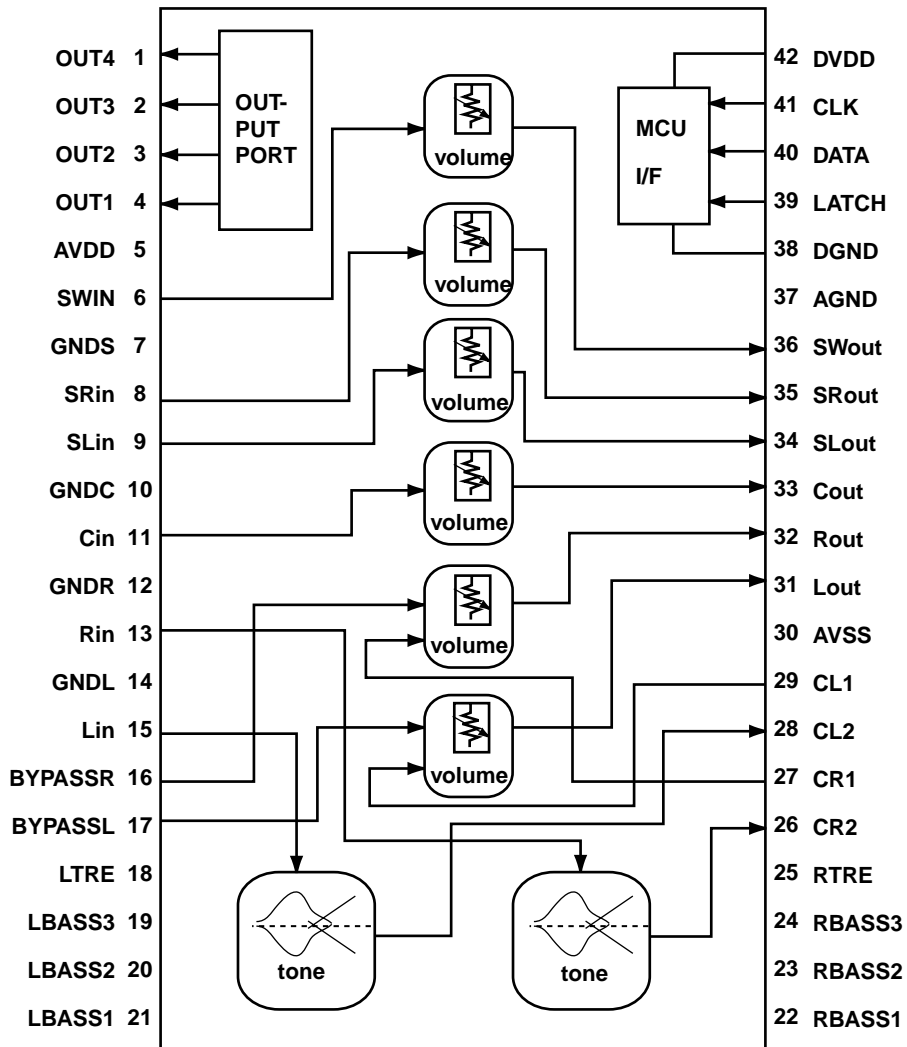 OUT4 1
OUT3 2
OUT2 3
OUT1 4
AVDD 5
SWIN 6
GNDS 7
SRin 8
SLin 9
GNDC 10
Cin 11
GNDR 12
Rin 13
GNDL 14
Lin 15
BYPASSR 16
BYPASSL 17
LTRE 18
LBASS3 19
LBASS2 20
LBASS1 21
OUT-
PUT
PORT
volume
volume
volume
volume
volume
volume
tone
tone
MCU
I/F
42 DVDD
41 CLK
40 DATA
39 LATCH
38 DGND
37 AGND
36 SWout
35 SRout
34 SLout
33 Cout
32 Rout
31 Lout
30 AVSS
29 CL1
28 CL2
27 CR1
26 CR2
25 RTRE
24 RBASS3
23 RBASS2
22 RBASS1